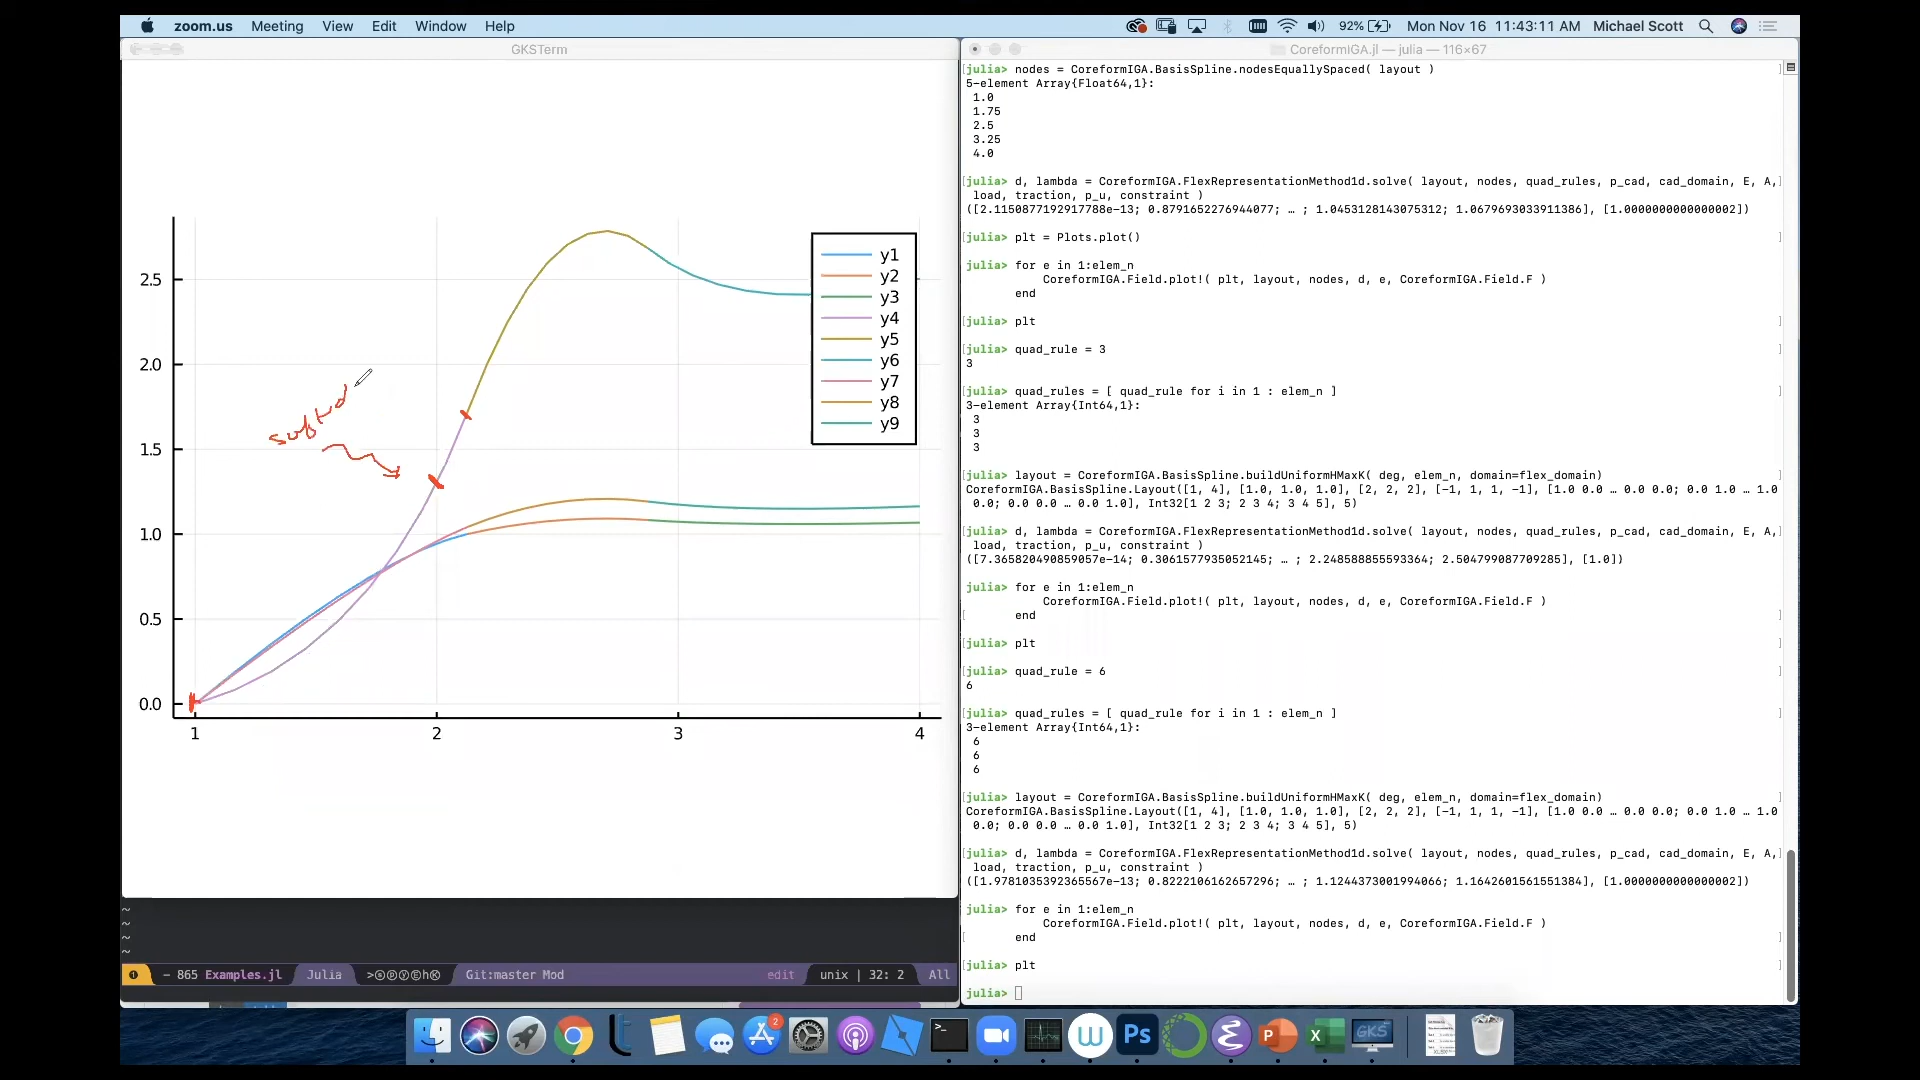 zoom.us Meeting View Edit Window Help
92% Mon Nov 16 11:43:11 AM Michael Scott
GKSTerm
2.5
2.0
1.5
1.0
0.5
0.0
1 2 3 4
y1
y2
y3
y4
y5
y6
y7
y8
y9
CoreformIGA.jl — julia — 116×67
julia> nodes = CoreformIGA.BasisSpline.nodesEquallySpaced( layout )
5-element Array{Float64,1}:
1.0
1.75
2.5
3.25
4.0
julia> d, lambda = CoreformIGA.FlexRepresentationMethod1d.solve( layout, nodes, quad_rules, p_cad, cad_domain, E, A,
load, traction, p_u, constraint )
([2.1150877192917788e-13; 0.8791652276944077; … ; 1.0453128143075312; 1.0679693033911386], [1.0000000000000002])
julia> plt = Plots.plot()
julia> for e in 1:elem_n
CoreformIGA.Field.plot!( plt, layout, nodes, d, e, CoreformIGA.Field.F )
end
julia> plt
julia> quad_rule = 3
3
julia> quad_rules = [ quad_rule for i in 1 : elem_n ]
3-element Array{Int64,1}:
3
3
3
julia> layout = CoreformIGA.BasisSpline.buildUniformHMaxK( deg, elem_n, domain=flex_domain)
CoreformIGA.BasisSpline.Layout([1, 4], [1.0, 1.0, 1.0], [2, 2, 2], [-1, 1, 1, -1], [1.0 0.0 … 0.0 0.0; 0.0 1.0 … 1.0
0.0; 0.0 0.0 … 0.0 1.0], Int32[1 2 3; 2 3 4; 3 4 5], 5)
julia> d, lambda = CoreformIGA.FlexRepresentationMethod1d.solve( layout, nodes, quad_rules, p_cad, cad_domain, E, A,
load, traction, p_u, constraint )
([7.365820490859057e-14; 0.3061577935052145; … ; 2.248588855593364; 2.504799087709285], [1.0])
julia> for e in 1:elem_n
CoreformIGA.Field.plot!( plt, layout, nodes, d, e, CoreformIGA.Field.F )
end
julia> plt
julia> quad_rule = 6
6
julia> quad_rules = [ quad_rule for i in 1 : elem_n ]
3-element Array{Int64,1}:
6
6
6
julia> layout = CoreformIGA.BasisSpline.buildUniformHMaxK( deg, elem_n, domain=flex_domain)
CoreformIGA.BasisSpline.Layout([1, 4], [1.0, 1.0, 1.0], [2, 2, 2], [-1, 1, 1, -1], [1.0 0.0 … 0.0 0.0; 0.0 1.0 … 1.0
0.0; 0.0 0.0 … 0.0 1.0], Int32[1 2 3; 2 3 4; 3 4 5], 5)
julia> d, lambda = CoreformIGA.FlexRepresentationMethod1d.solve( layout, nodes, quad_rules, p_cad, cad_domain, E, A,
load, traction, p_u, constraint )
([1.9781035392365567e-13; 0.8222106162657296; … ; 1.1244373001994066; 1.1642601561551384], [1.0000000000000002])
julia> for e in 1:elem_n
CoreformIGA.Field.plot!( plt, layout, nodes, d, e, CoreformIGA.Field.F )
end
julia> plt
julia>
~
~
~
~
- 865 Examples.jl Julia Git:master Mod edit unix | 32: 2 All
2
Ps
P
X
GKS